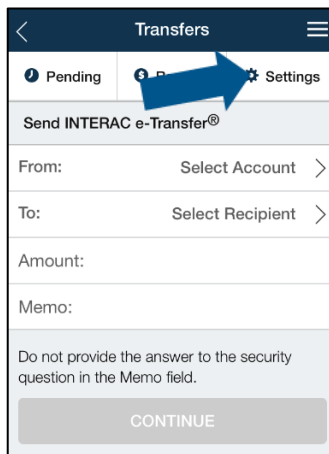 Transfers
Pending
Settings
Send INTERAC e-Transfer®
From: Select Account
To: Select Recipient
Amount:
Memo:
Do not provide the answer to the security
question in the Memo field.
CONTINUE